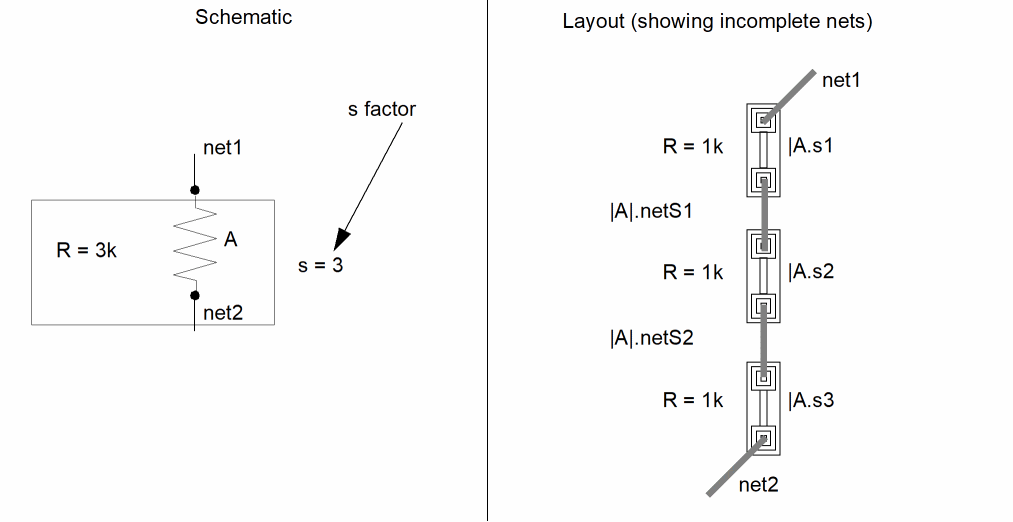 Schematic
s factor
net1
R = 3k
A
s = 3
net2
Layout (showing incomplete nets)
net1
R = 1k
|A.s1
|A|.netS1
R = 1k
|A.s2
|A|.netS2
R = 1k
|A.s3
net2